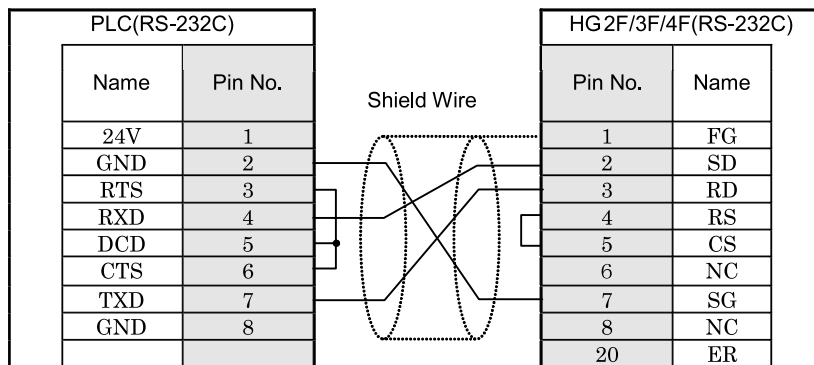 PLC(RS-232C) HG2F/3F/4F(RS-232C)
Name Pin No. Shield Wire Pin No. Name
24V 1 1 FG
GND 2 2 SD
RTS 3 3 RD
RXD 4 4 RS
DCD 5 5 CS
CTS 6 6 NC
TXD 7 7 SG
GND 8 8 NC
20 ER